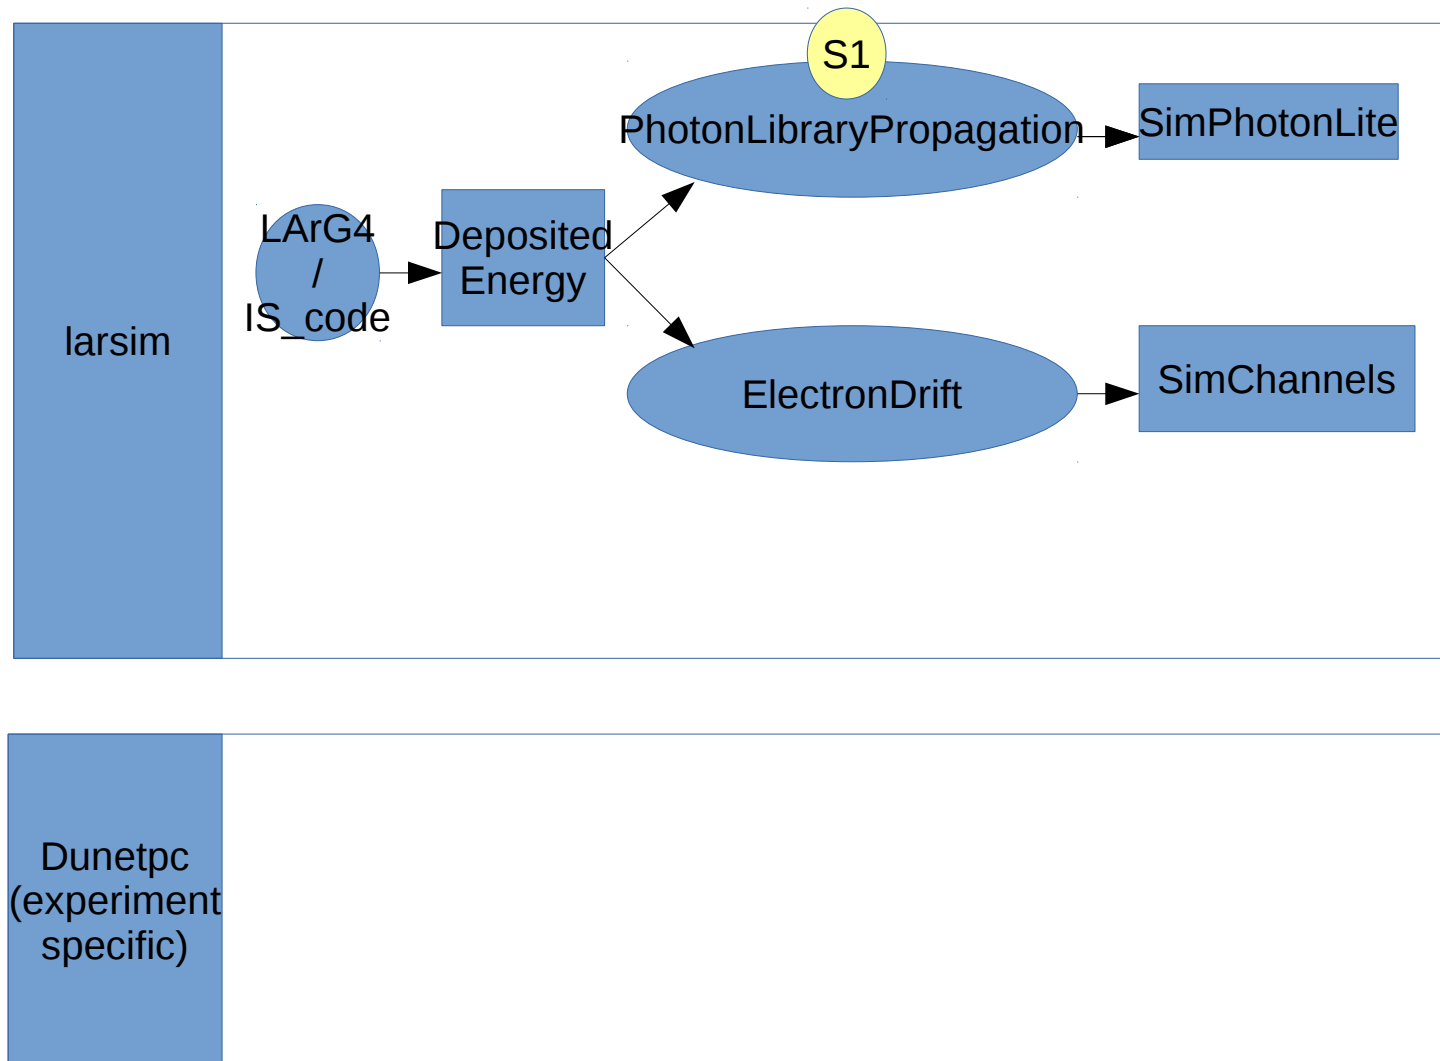 S1
PhotonLibraryPropagation
SimPhotonLite
LArG4
/
IS_code
Deposited
Energy
larsim
ElectronDrift
SimChannels
Dunetpc
(experiment
specific)